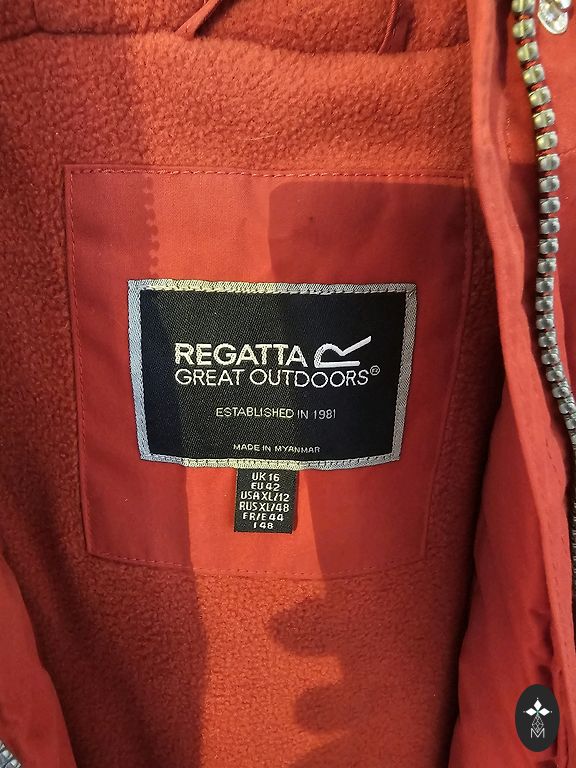 REGATTA
GREAT OUTDOORS®
ESTABLISHED IN 1981
MADE IN MYANMAR
UK 16
EU 42
USA XL/12
RUS XL/48
FR/E 44
I 48
M